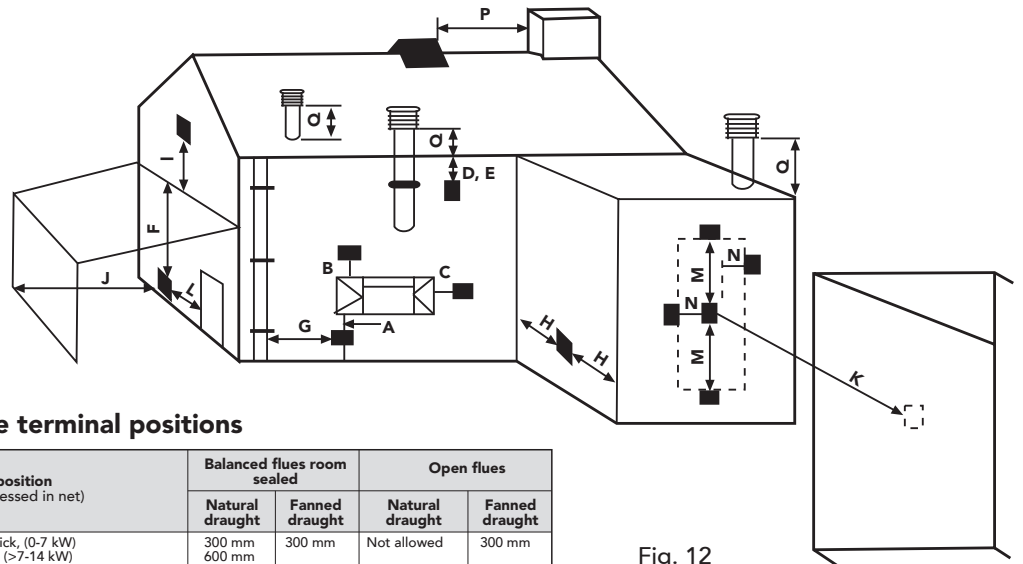 P
Q
Q
D, E
Q
I
F
J
L
B
C
A
G
H
H
M
N
N
M
K
terminal positions
position
essed in net)
Balanced flues room
sealed
Open flues
Natural
draught
Fanned
draught
Natural
draught
Fanned
draught
ick, (0-7 kW)
(>7-14 kW)
300 mm
600 mm
300 mm
Not allowed
300 mm
Fig. 12